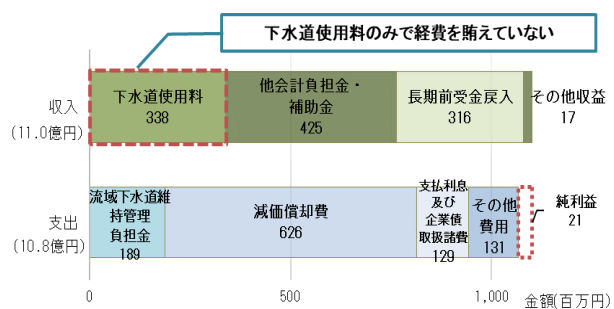 下水道使用料のみで経費を賄えていない
収入
(11.0億円)
下水道使用料
338
他会計負担金・
補助金
425
長期前受金戻入
316
その他収益
17
支出
(10.8億円)
流域下水道維
持管理
負担金
189
減価償却費
626
支払利息
及び
企業債
取扱諸費
129
その他
費用
131
純利益
21
0
500
1,000
金額(百万円)